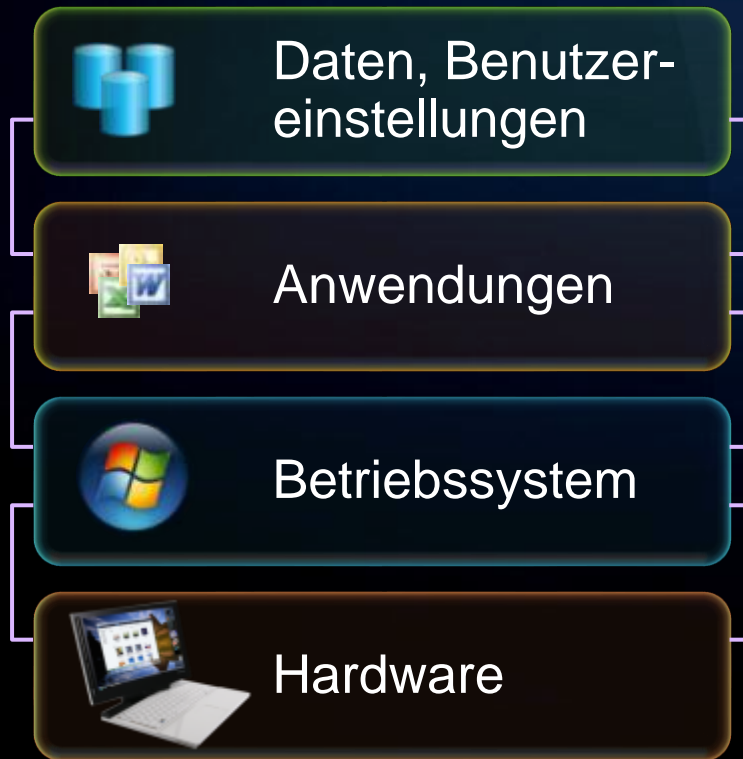 Daten, Benutzer-
einstellungen
Anwendungen
W
Betriebssystem
Hardware